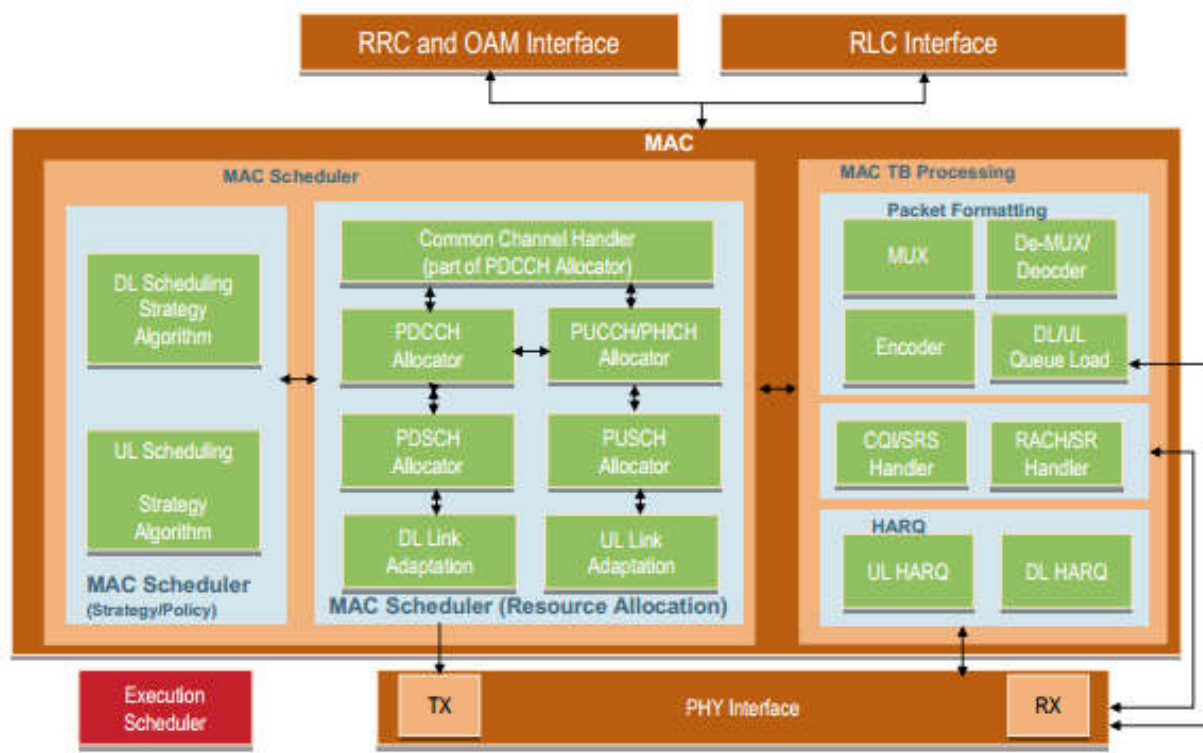 RRC and OAM Interface
RLC Interface
MAC
MAC Scheduler
DL Scheduling
Strategy
Algorithm
UL Scheduling
Strategy
Algorithm
MAC Scheduler
(Strategy/Policy)
Common Channel Handler
(part of PDCCH Allocator)
PDCCH
Allocator
PUCCH/PHICH
Allocator
PDSCH
Allocator
PUSCH
Allocator
DL Link
Adaptation
UL Link
Adaptation
MAC Scheduler (Resource Allocation)
MAC TB Processing
Packet Formatting
MUX
De-MUX/
Deocder
Encoder
DL/UL
Queue Load
CQI/SRS
Handler
RACH/SR
Handler
HARQ
UL HARQ
DL HARQ
Execution
Scheduler
TX
PHY Interface
RX